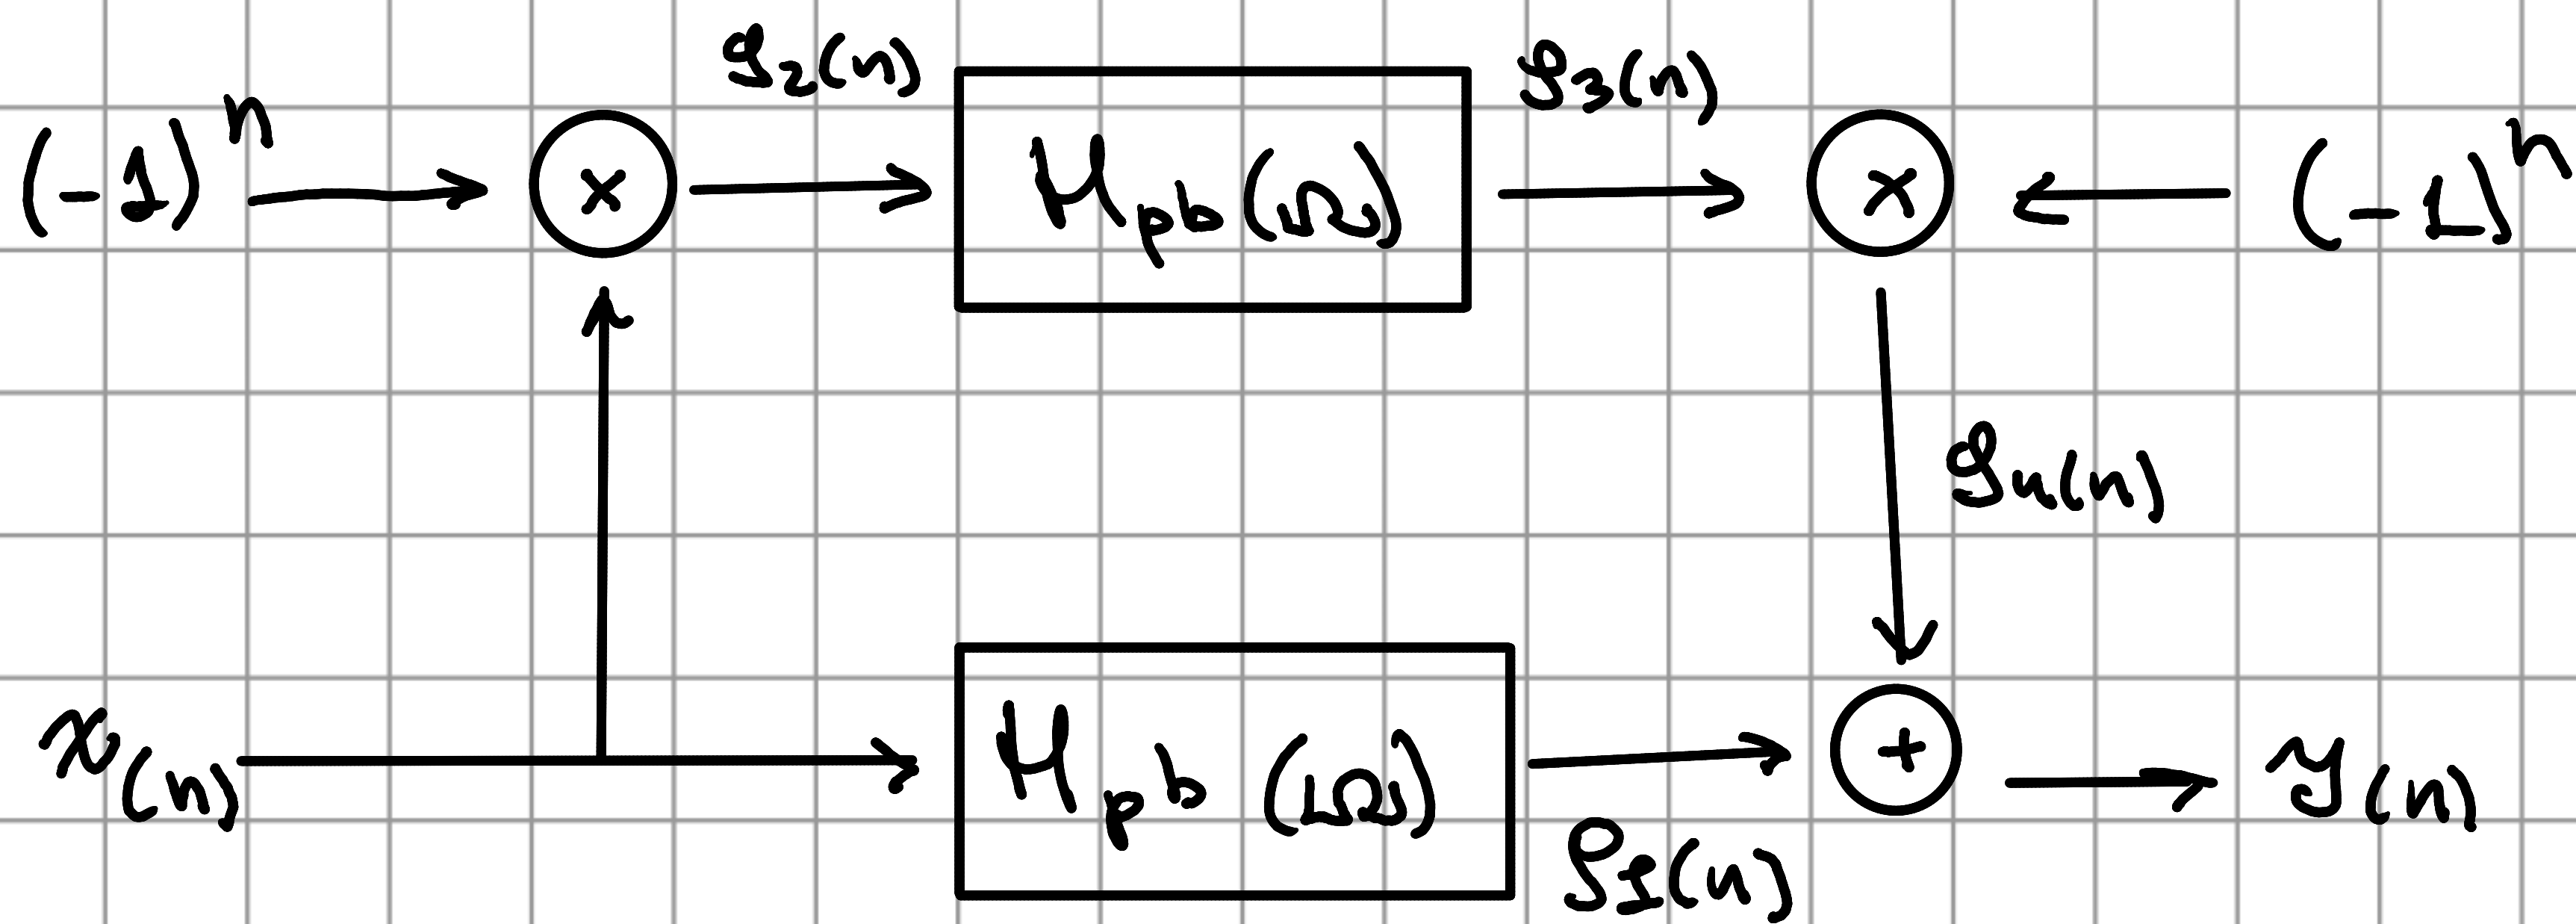 g₂(n) g₃(n)
(-1)ⁿ × H_pb(Ω) × (-1)ⁿ
g₄(n)
x(n) H_pb(Ω) + y(n)
g₁(n)